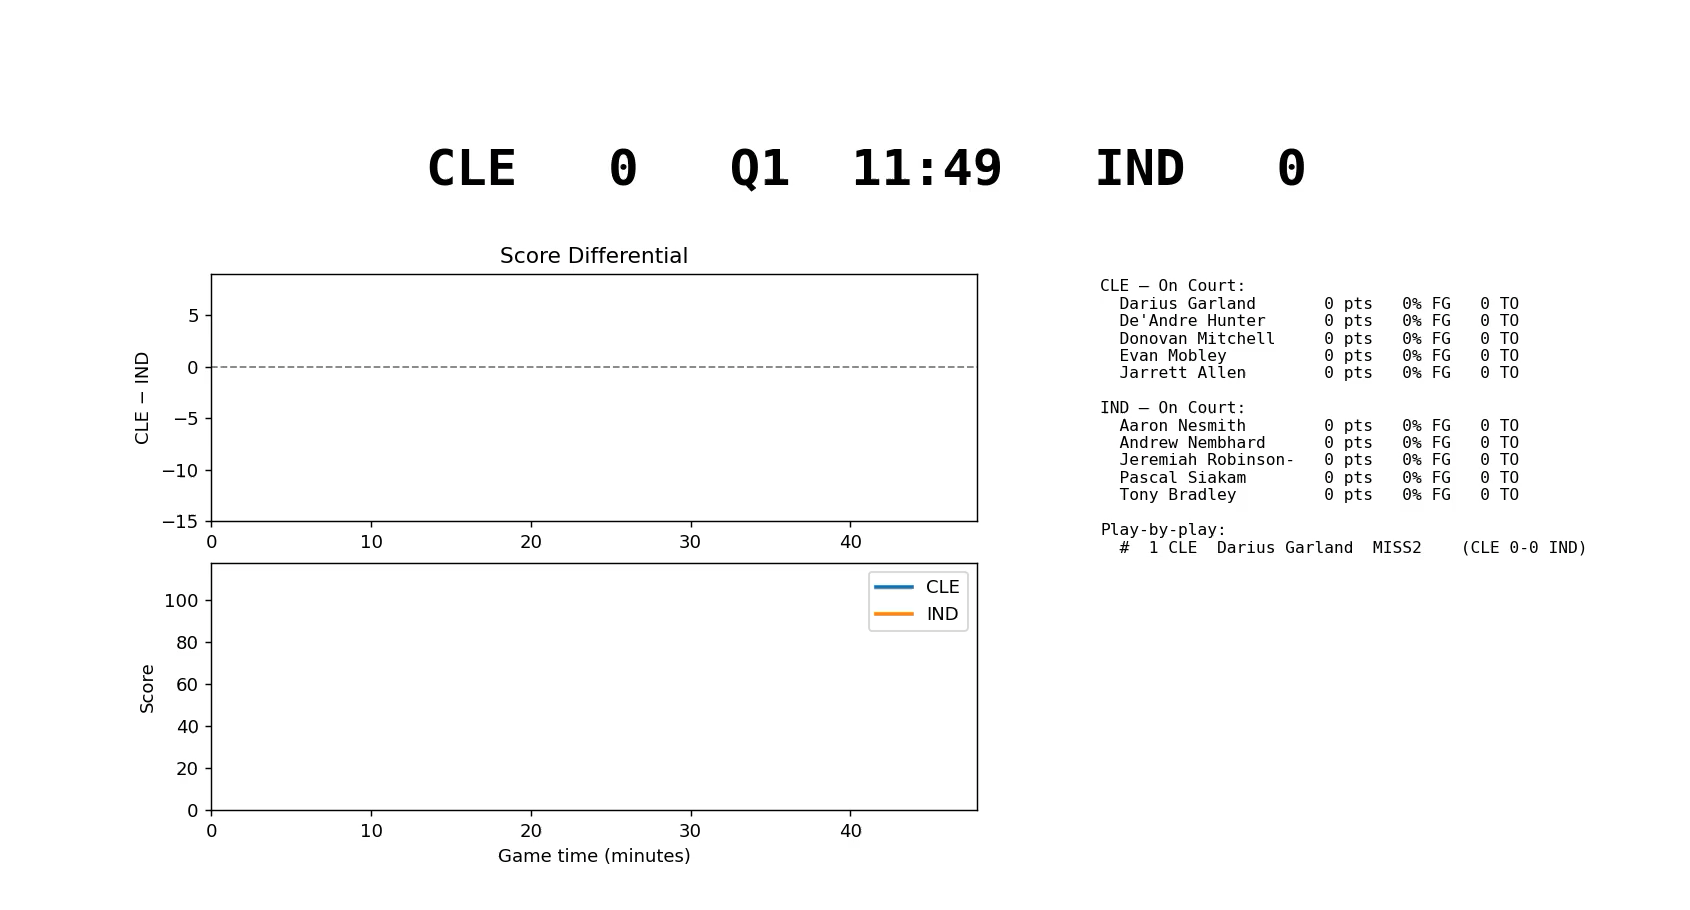 CLE   0   Q1  11:49   IND   0
Score Differential
CLE − IND
5
0
−5
−10
−15
0 10 20 30 40
Score
100
80
60
40
20
0
CLE
IND
0 10 20 30 40
Game time (minutes)
CLE — On Court:
Darius Garland       0 pts   0% FG   0 TO
De'Andre Hunter      0 pts   0% FG   0 TO
Donovan Mitchell     0 pts   0% FG   0 TO
Evan Mobley          0 pts   0% FG   0 TO
Jarrett Allen        0 pts   0% FG   0 TO
IND — On Court:
Aaron Nesmith        0 pts   0% FG   0 TO
Andrew Nembhard      0 pts   0% FG   0 TO
Jeremiah Robinson-   0 pts   0% FG   0 TO
Pascal Siakam        0 pts   0% FG   0 TO
Tony Bradley         0 pts   0% FG   0 TO
Play-by-play:
#  1 CLE  Darius Garland  MISS2    (CLE 0-0 IND)